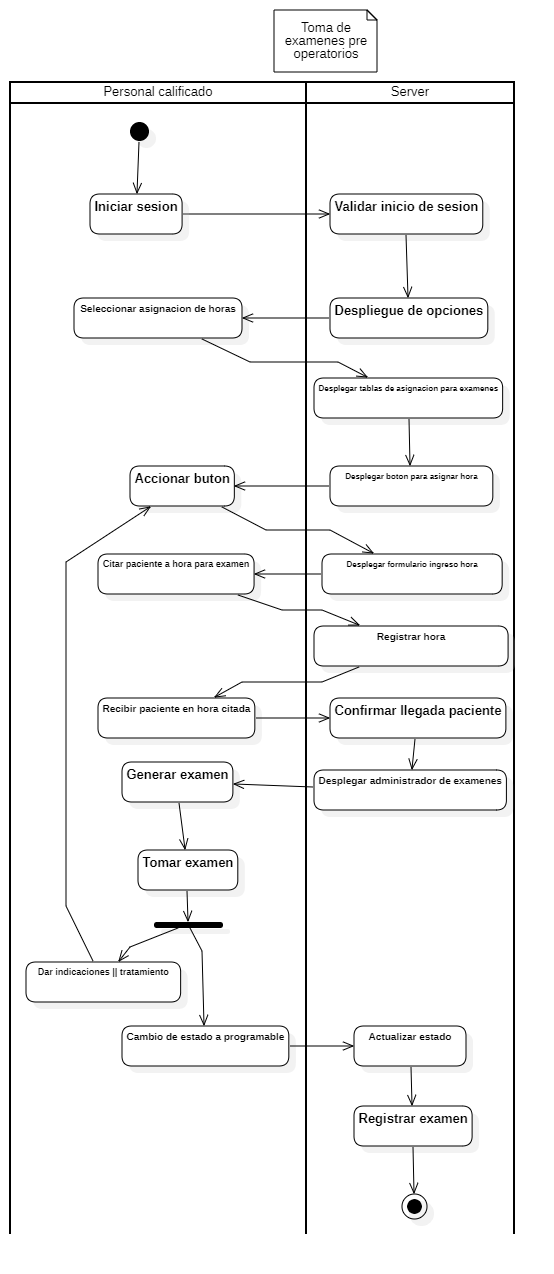 Toma de
examenes pre
operatorios
Personal calificado
Server
Iniciar sesion
Validar inicio de sesion
Seleccionar asignacion de horas
Despliegue de opciones
Desplegar tablas de asignacion para examenes
Accionar buton
Desplegar boton para asignar hora
Citar paciente a hora para examen
Desplegar formulario ingreso hora
Registrar hora
Recibir paciente en hora citada
Confirmar llegada paciente
Generar examen
Desplegar administrador de examenes
Tomar examen
Dar indicaciones || tratamiento
Cambio de estado a programable
Actualizar estado
Registrar examen